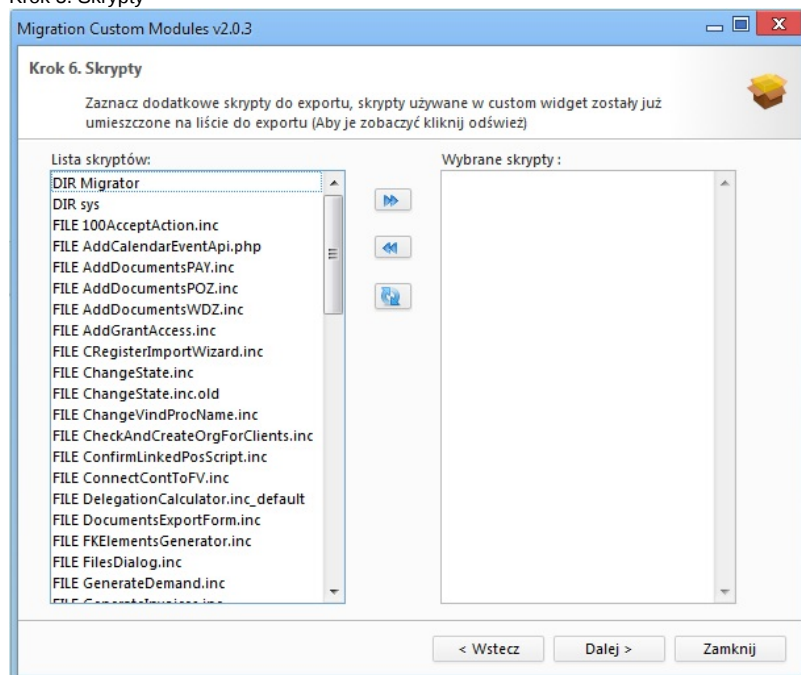 Migration Custom Modules v2.0.3
Krok 6. Skrypty
Zaznacz dodatkowe skrypty do exportu, skrypty używane w custom widget zostały już
umieszczone na liście do exportu (Aby je zobaczyć kliknij odśwież)
Lista skryptów:
Wybrane skrypty :
DIR Migrator
DIR sys
FILE 100AcceptAction.inc
FILE AddCalendarEventApi.php
FILE AddDocumentsPAY.inc
FILE AddDocumentsPOZ.inc
FILE AddDocumentsWDZ.inc
FILE AddGrantAccess.inc
FILE CRegisterImportWizard.inc
FILE ChangeState.inc
FILE ChangeState.inc.old
FILE ChangeVindProcName.inc
FILE CheckAndCreateOrgForClients.inc
FILE ConfirmLinkedPosScript.inc
FILE ConnectContToFV.inc
FILE DelegationCalculator.inc_default
FILE DocumentsExportForm.inc
FILE FKElementsGenerator.inc
FILE FilesDialog.inc
FILE GenerateDemand.inc
< Wstecz
Dalej >
Zamknij